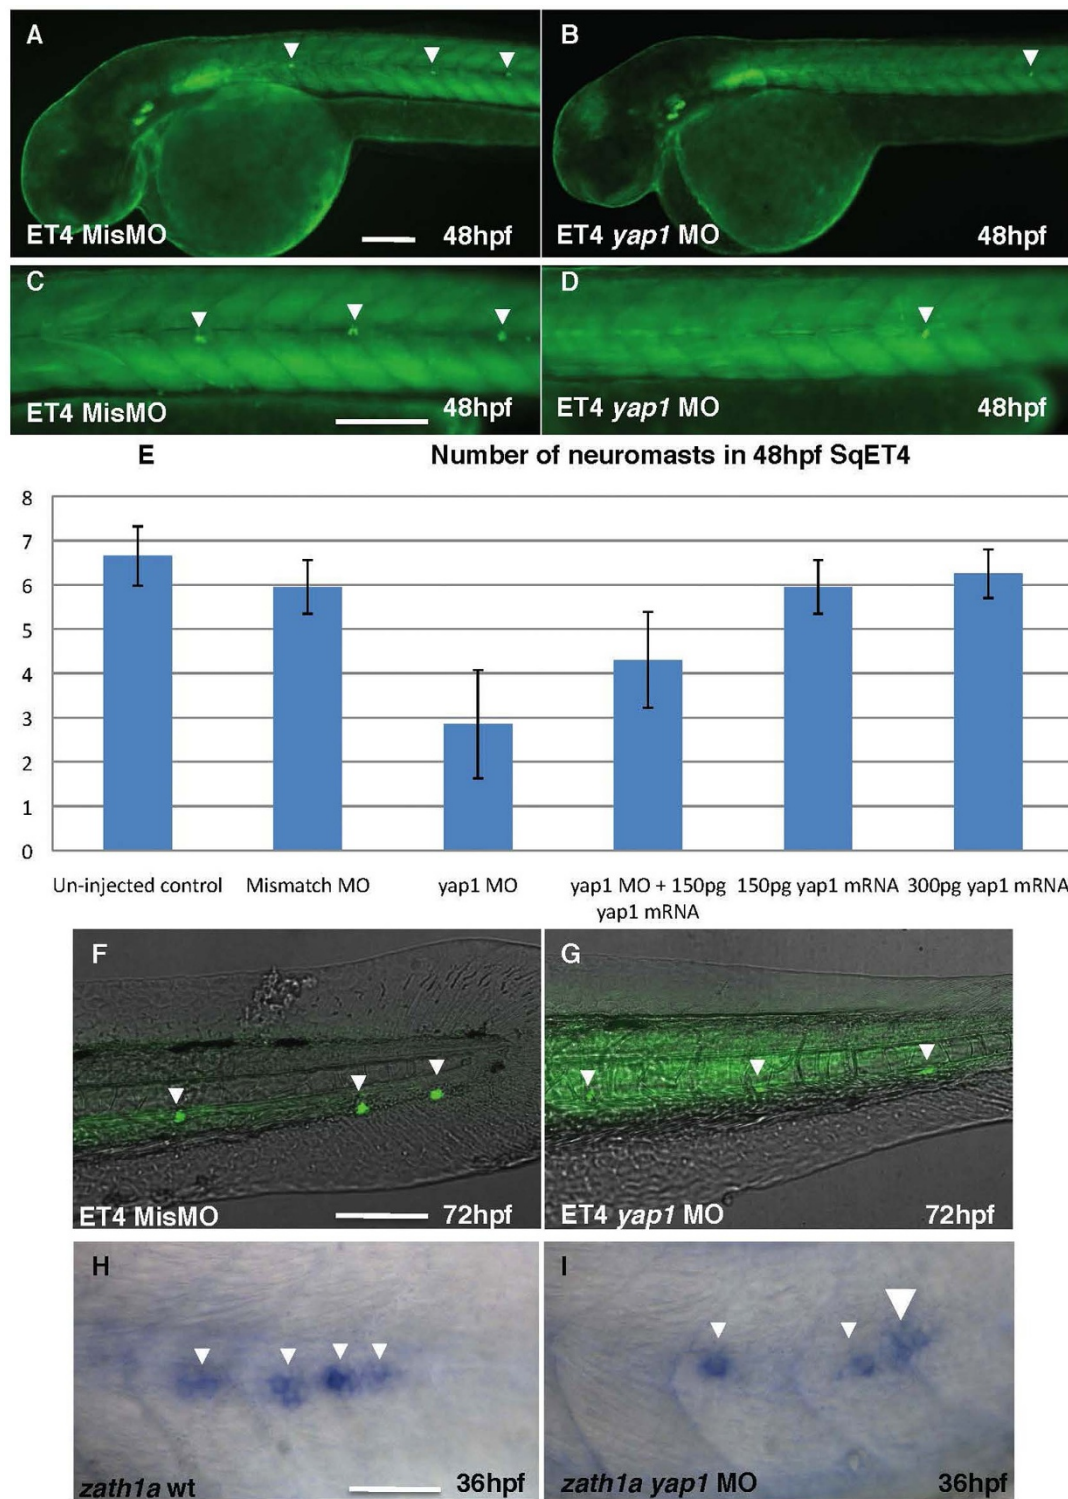 A
B
ET4 MisMO 48hpf
ET4 yap1 MO 48hpf
C
D
ET4 MisMO 48hpf
ET4 yap1 MO 48hpf
E Number of neuromasts in 48hpf SqET4
8
7
6
5
4
3
2
1
0
Un-injected control
Mismatch MO
yap1 MO
yap1 MO + 150pg
yap1 mRNA
150pg yap1 mRNA
300pg yap1 mRNA
F
G
ET4 MisMO 72hpf
ET4 yap1 MO 72hpf
H
I
zath1a wt 36hpf
zath1a yap1 MO 36hpf